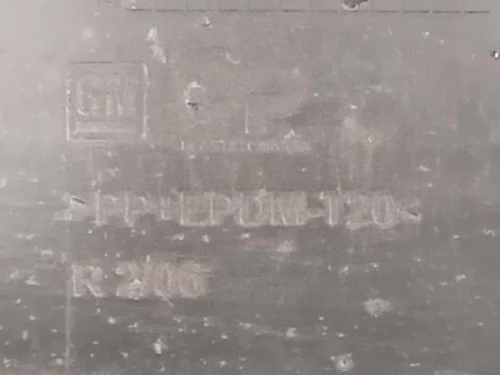 GM
>PP+EPDM-T20<
R 2/06